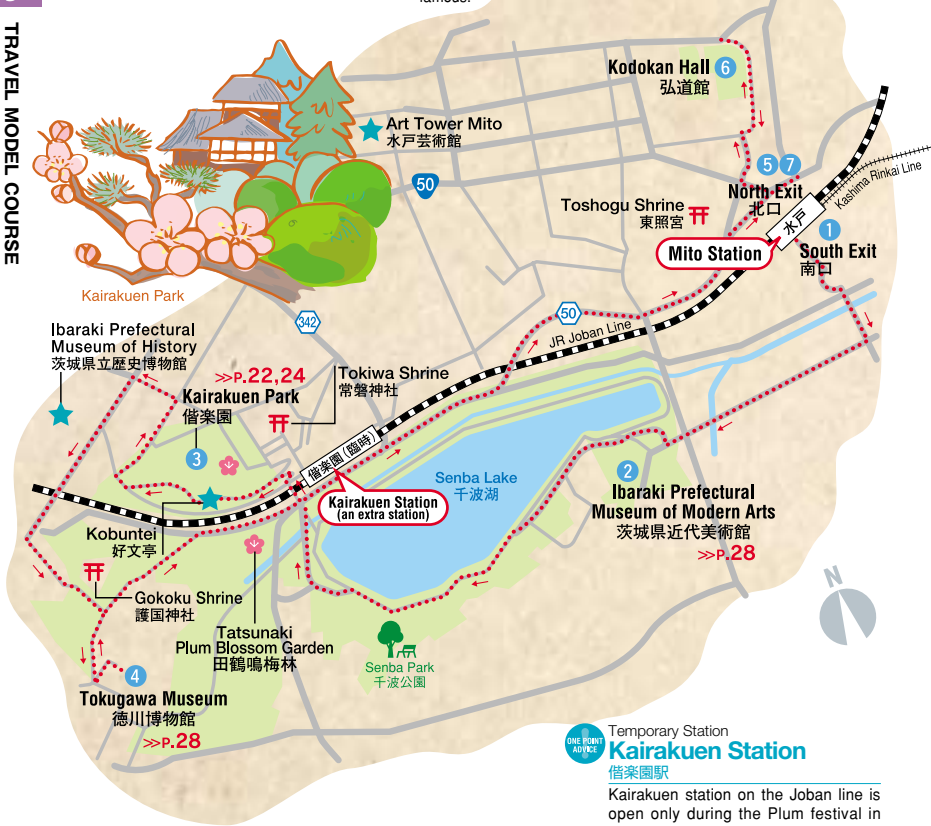 famous.
TRAVEL MODEL COURSE
Kodokan Hall 6
弘道館
Art Tower Mito
水戸芸術館
50
5 7
North Exit
北口
Kashima Rinkai Line
Toshogu Shrine
東照宮
水戸
Mito Station
1
South Exit
南口
Kairakuen Park
342
50
JR Joban Line
Ibaraki Prefectural
Museum of History
茨城県立歴史博物館
>>P.22,24
Kairakuen Park
偕楽園
3
Tokiwa Shrine
常磐神社
偕楽園(臨時)
Kairakuen Station
(an extra station)
Senba Lake
千波湖
2
Ibaraki Prefectural
Museum of Modern Arts
茨城県近代美術館
>>P.28
Kobuntei
好文亭
Gokoku Shrine
護国神社
Tatsunaki
Plum Blossom Garden
田鶴鳴梅林
Senba Park
千波公園
N
4
Tokugawa Museum
徳川博物館
>>P.28
ONE POINT
ADVICE
Temporary Station
Kairakuen Station
偕楽園駅
Kairakuen station on the Joban line is
open only during the Plum festival in